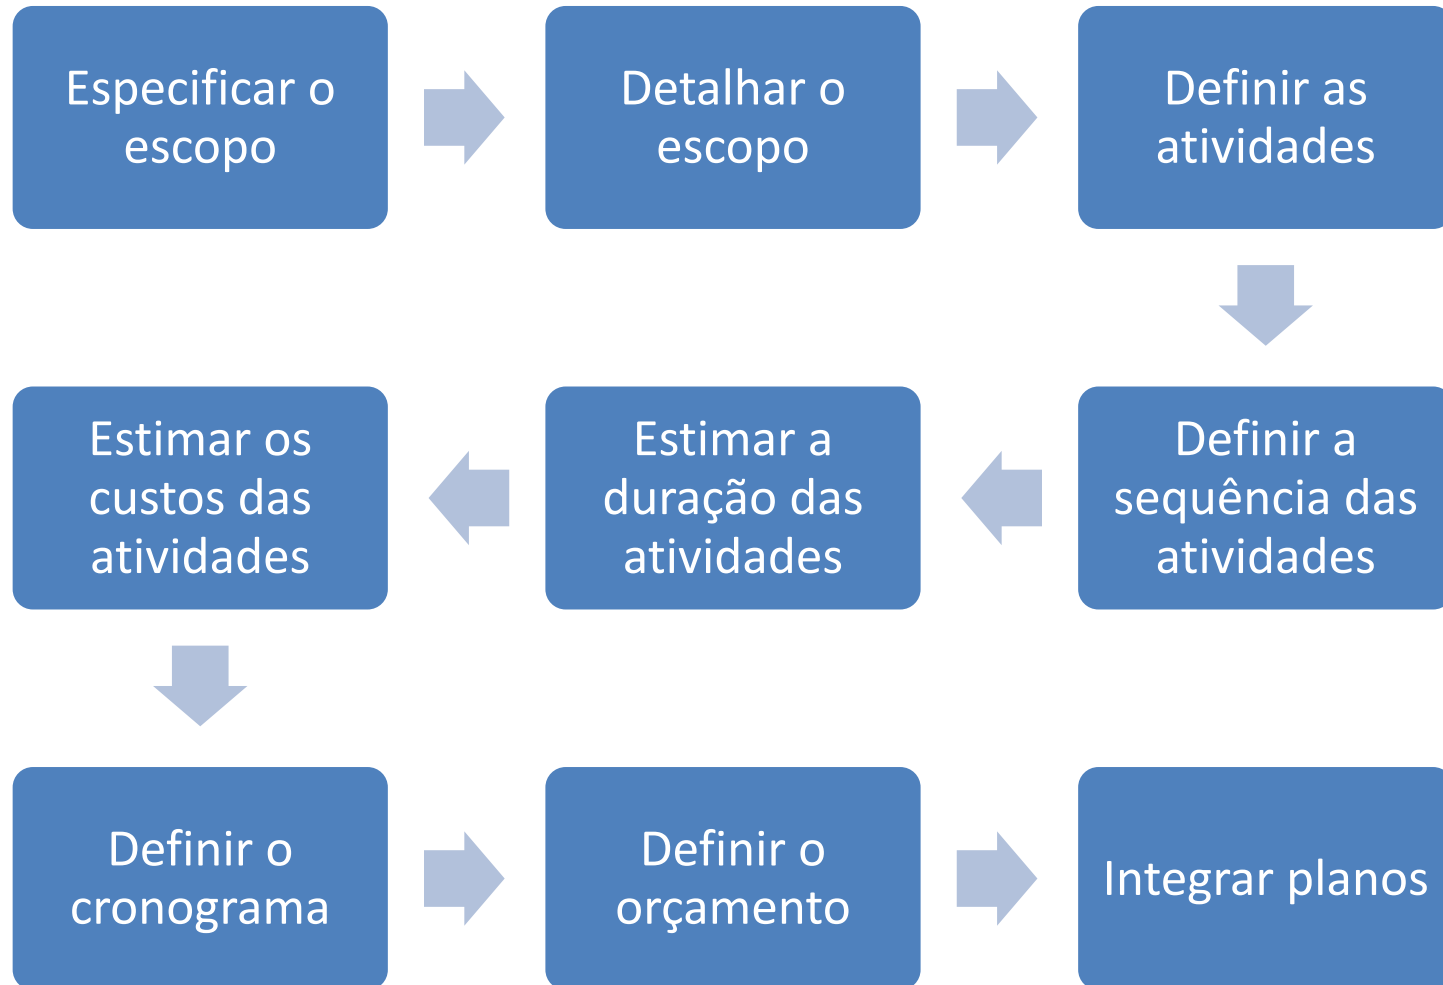 Especificar o
escopo
Detalhar o
escopo
Definir as
atividades
Definir a
sequência das
atividades
Estimar a
duração das
atividades
Estimar os
custos das
atividades
Definir o
cronograma
Definir o
orçamento
Integrar planos